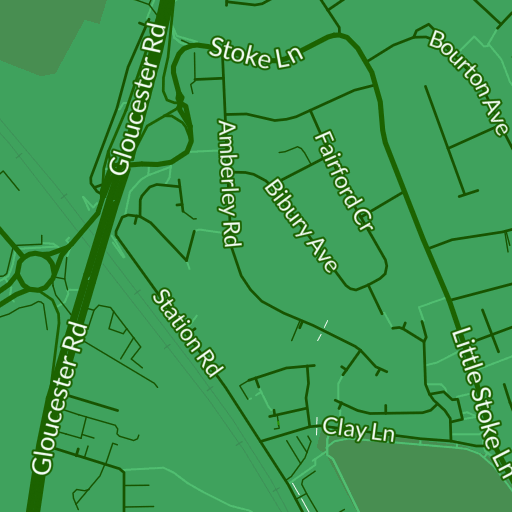 Gloucester Rd
Stoke Ln
Bourton Ave
Amberley Rd
Fairford Cr
Bibury Ave
Station Rd
Gloucester Rd
Little Stoke Ln
Clay Ln